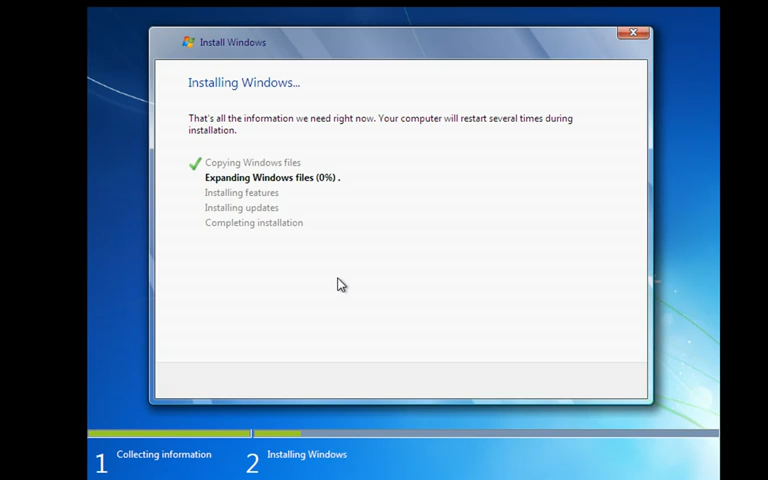 Install Windows
Installing Windows...
That's all the information we need right now. Your computer will restart several times during
installation.
Copying Windows files
Expanding Windows files (0%) .
Installing features
Installing updates
Completing installation
1 Collecting information
2 Installing Windows